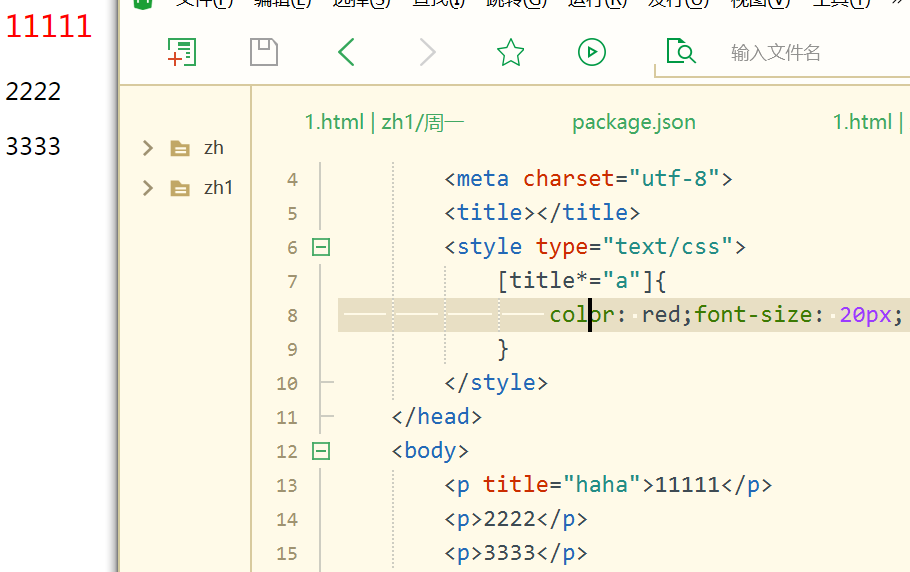 11111
2222
3333
文件(F) 编辑(E) 选择(S) 查找(I) 跳转(G) 运行(R) 发行(U) 视图(V) 工具(T) »
输入文件名
zh
zh1
1.html | zh1/周一 package.json 1.html |
4 <meta charset="utf-8">
5 <title></title>
6 <style type="text/css">
7 [title*="a"]{
8 color: red;font-size: 20px;
9 }
10 </style>
11 </head>
12 <body>
13 <p title="haha">11111</p>
14 <p>2222</p>
15 <p>3333</p>